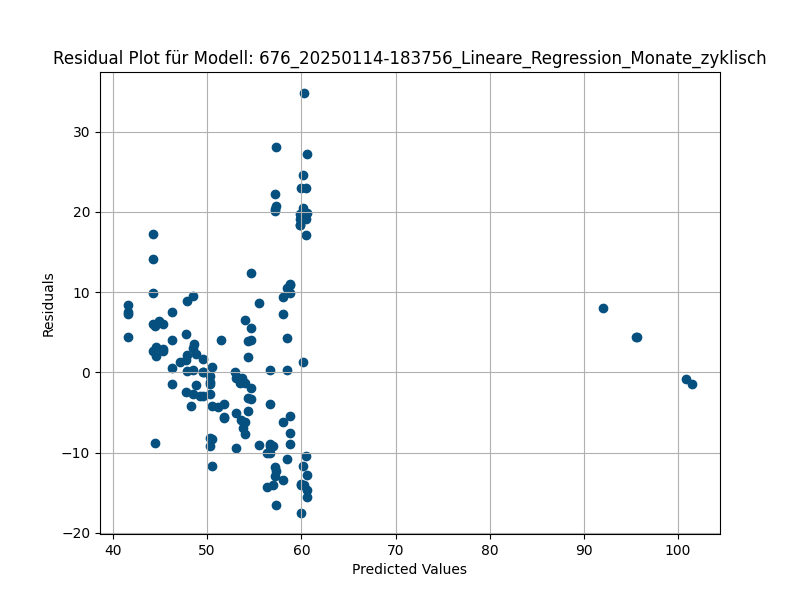 Residual Plot für Modell: 676_20250114-183756_Lineare_Regression_Monate_zyklisch
30
20
10
0
−10
−20
Residuals
40 50 60 70 80 90 100
Predicted Values